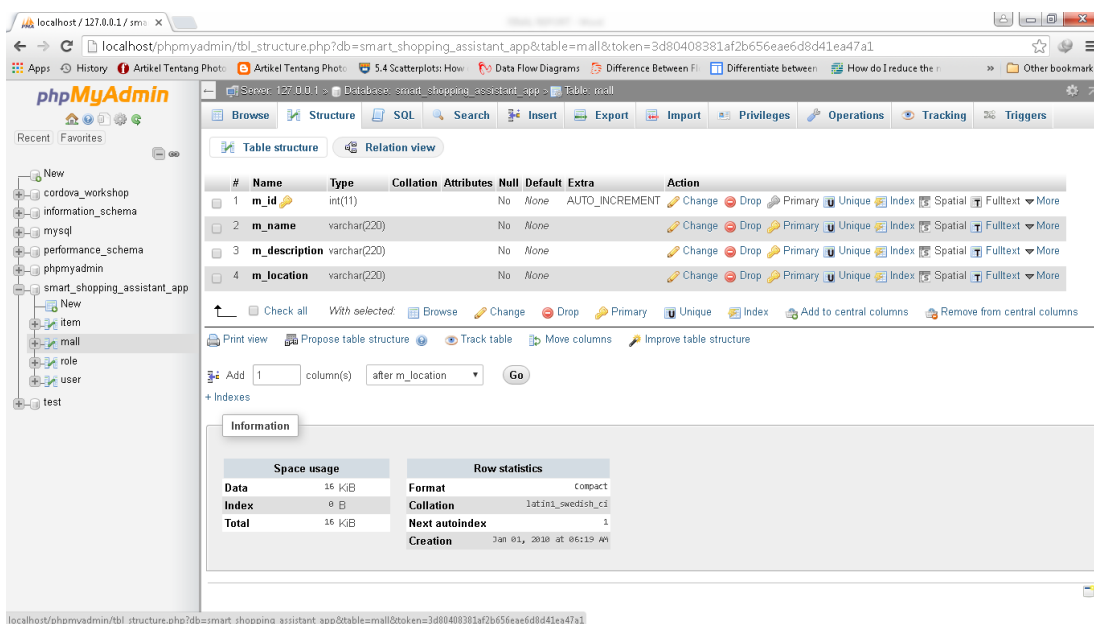 localhost / 127.0.0.1 / sma
localhost/phpmyadmin/tbl_structure.php?db=smart_shopping_assistant_app&table=mall&token=3d80408381af2b656eae6d8d41ea47a1
Apps History Artikel Tentang Photo Artikel Tentang Photo 5.4 Scatterplots: How Data Flow Diagrams Difference Between Fl Differentiate between How do I reduce the » Other bookmark
phpMyAdmin
Recent Favorites
New
cordova_workshop
information_schema
mysql
performance_schema
phpmyadmin
smart_shopping_assistant_app
New
item
mall
role
user
test
Server: 127.0.0.1 » Database: smart_shopping_assistant_app » Table: mall
Browse Structure SQL Search Insert Export Import Privileges Operations Tracking Triggers
Table structure Relation view
# Name Type Collation Attributes Null Default Extra Action
1 m_id int(11) No None AUTO_INCREMENT Change Drop Primary Unique Index Spatial Fulltext More
2 m_name varchar(220) No None Change Drop Primary Unique Index Spatial Fulltext More
3 m_description varchar(220) No None Change Drop Primary Unique Index Spatial Fulltext More
4 m_location varchar(220) No None Change Drop Primary Unique Index Spatial Fulltext More
Check all With selected: Browse Change Drop Primary Unique Index Add to central columns Remove from central columns
Print view Propose table structure Track table Move columns Improve table structure
Add 1 column(s) after m_location Go
+ Indexes
Information
Space usage
Data 16 KiB
Index 0 B
Total 16 KiB
Row statistics
Format Compact
Collation latin1_swedish_ci
Next autoindex 1
Creation Jan 01, 2010 at 06:19 AM
localhost/phpmyadmin/tbl_structure.php?db=smart_shopping_assistant_app&table=mall&token=3d80408381af2b656eae6d8d41ea47a1